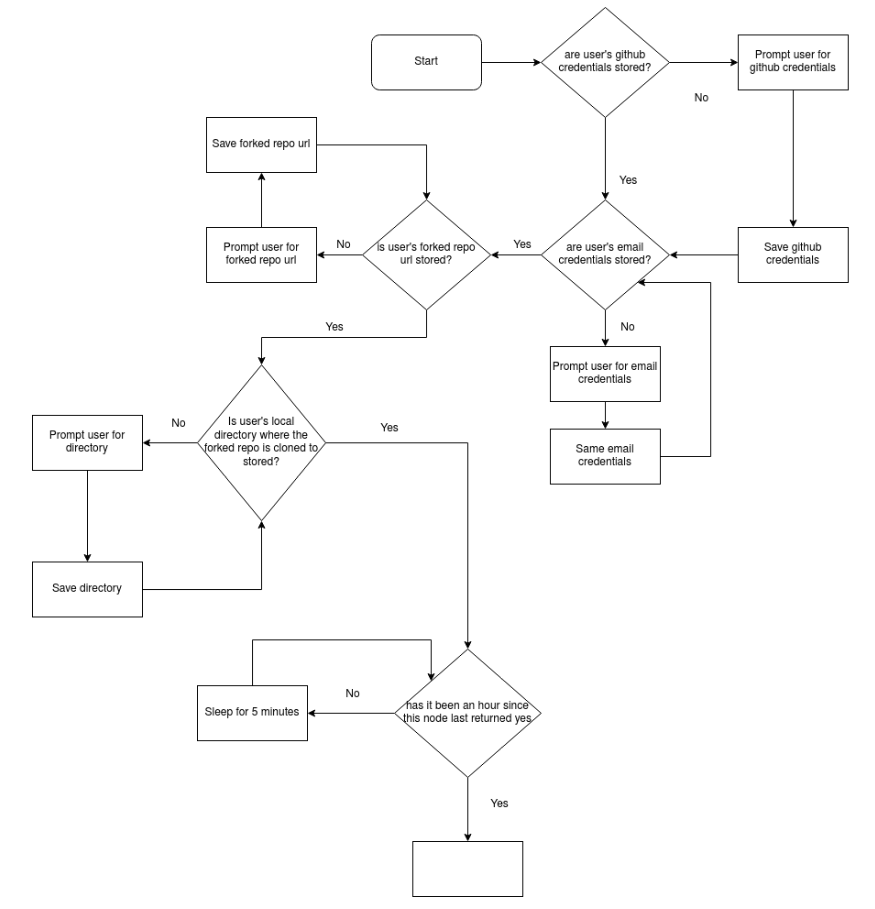 Start
are user's github
credentials stored?
Prompt user for
github credentials
No
Yes
Save forked repo url
Prompt user for
forked repo url
No
is user's forked repo
url stored?
Yes
are user's email
credentials stored?
Save github
credentials
No
Prompt user for email
credentials
Same email
credentials
Yes
Is user's local
directory where the
forked repo is cloned to
stored?
No
Prompt user for
directory
Yes
Save directory
has it been an hour since
this node last returned yes
No
Sleep for 5 minutes
Yes